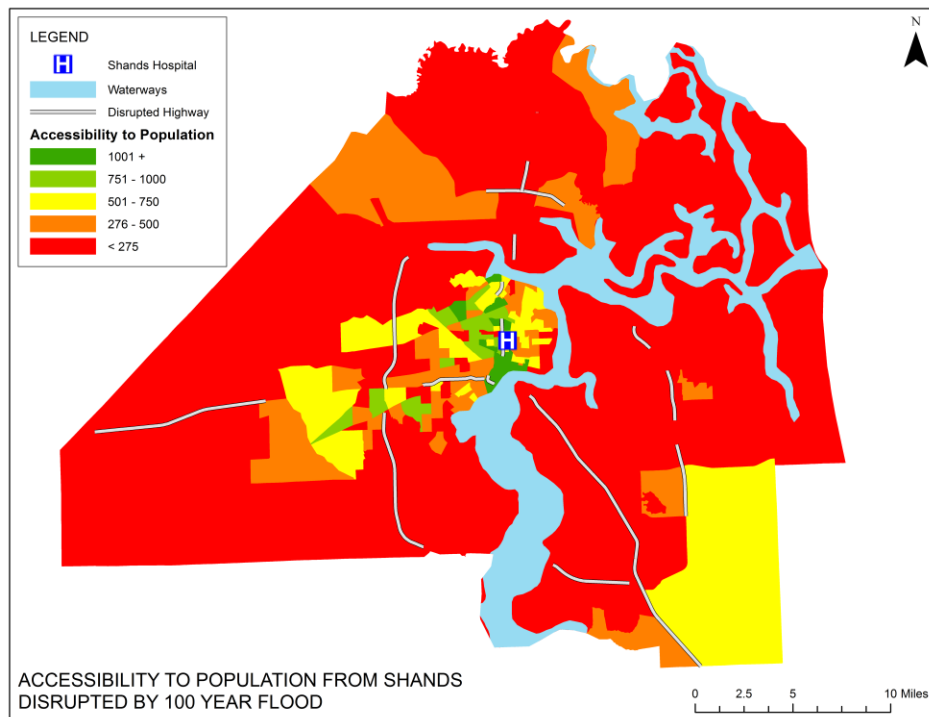 LEGEND
H
Shands Hospital
Waterways
Disrupted Highway
Accessibility to Population
1001 +
751 - 1000
501 - 750
276 - 500
< 275
N
H
ACCESSIBILITY TO POPULATION FROM SHANDS
DISRUPTED BY 100 YEAR FLOOD
0 2.5 5 10 Miles